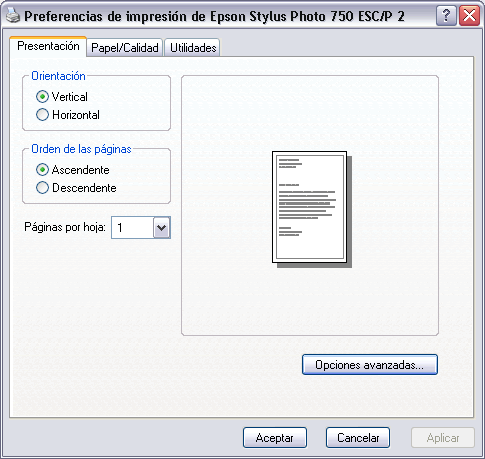 Preferencias de impresión de Epson Stylus Photo 750 ESC/P 2
Presentación Papel/Calidad Utilidades
Orientación
Vertical
Horizontal
Orden de las páginas
Ascendente
Descendente
Páginas por hoja: 1
Opciones avanzadas...
Aceptar Cancelar Aplicar